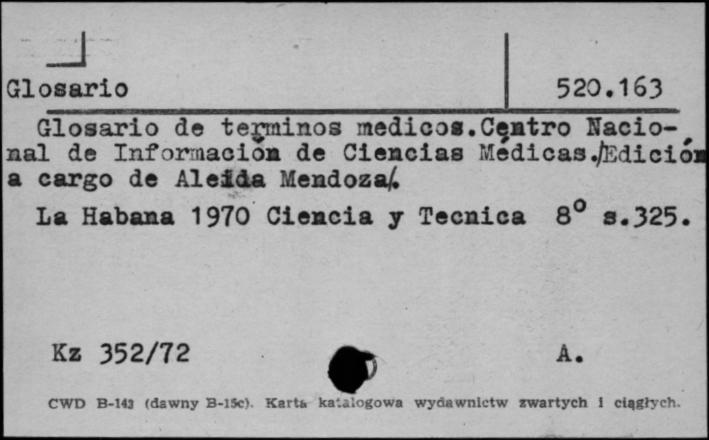 Glosario 520.163
Glosario de terminos medicos.Centro Nacio-
nal de Información de Ciencias Médicas./Edición
a cargo de Aleida Mendoza/.
La Habana 1970 Ciencia y Tecnica 8° s.325.
Kz 352/72 A.
CWD B-143 (dawny B-15c). Karta katalogowa wydawnictw zwartych i ciągłych.